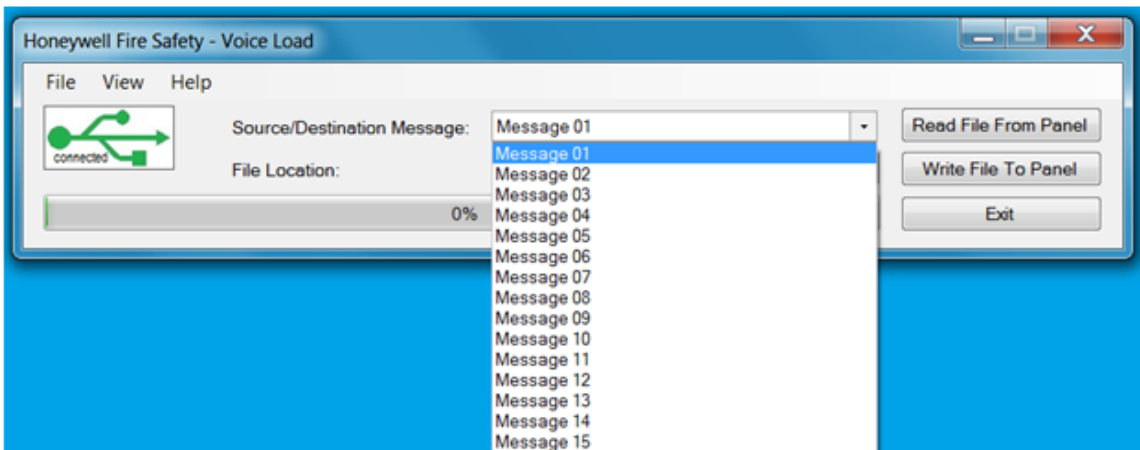 Honeywell Fire Safety - Voice Load
File View Help
connected
Source/Destination Message: Message 01
Read File From Panel
File Location:
Write File To Panel
0%
Exit
Message 01
Message 02
Message 03
Message 04
Message 05
Message 06
Message 07
Message 08
Message 09
Message 10
Message 11
Message 12
Message 13
Message 14
Message 15